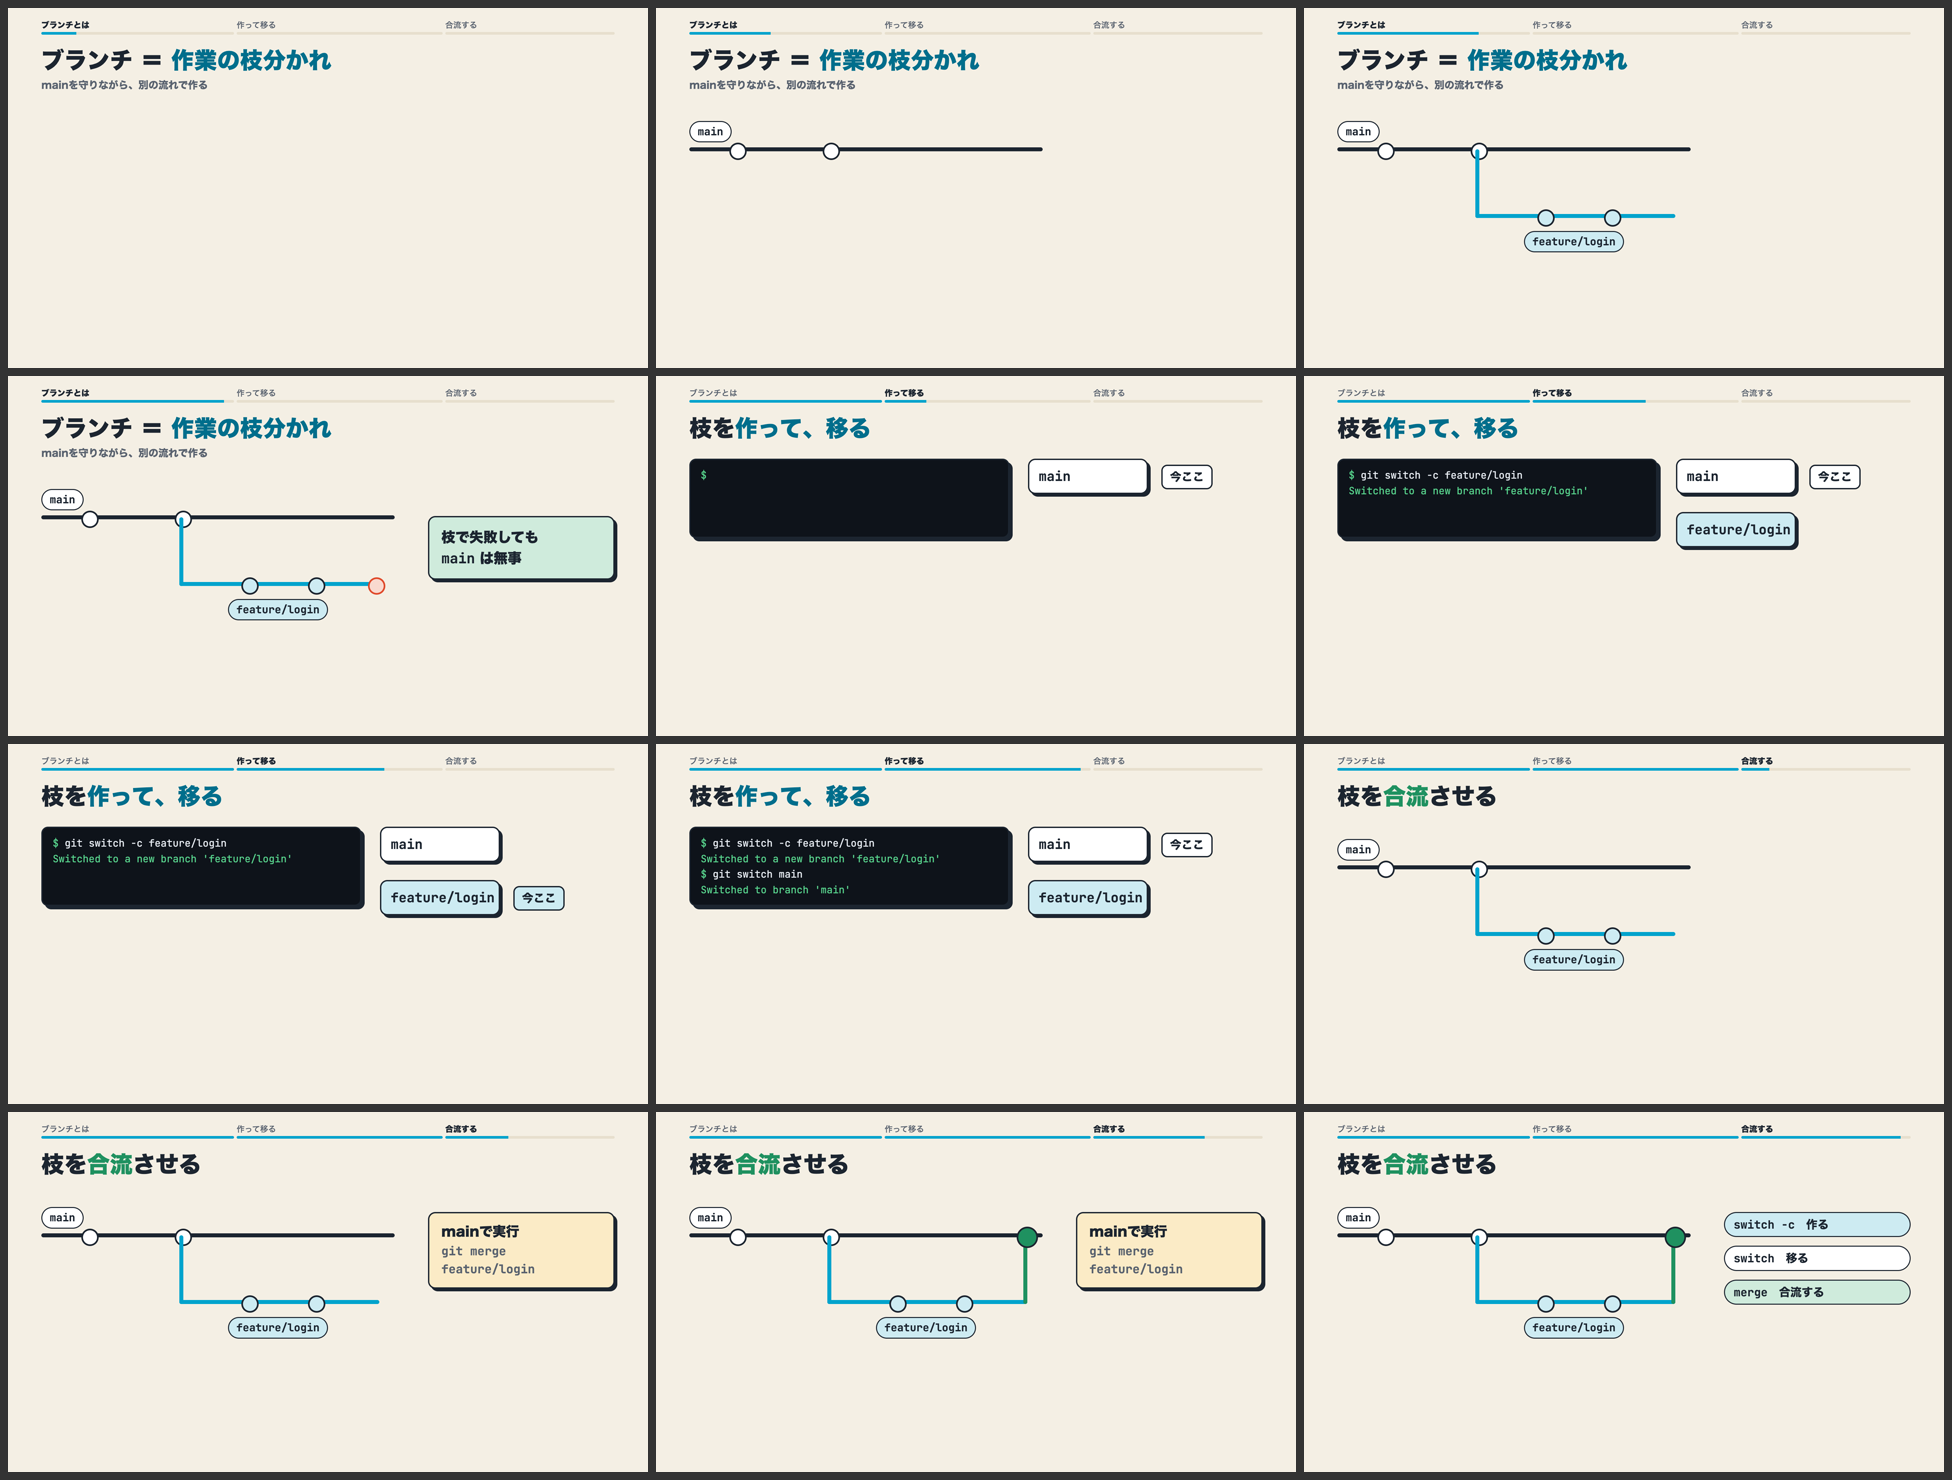 ブランチとは 作って移る 合流する
ブランチ = 作業の枝分かれ
mainを守りながら、別の流れで作る
ブランチとは 作って移る 合流する
ブランチ = 作業の枝分かれ
mainを守りながら、別の流れで作る
main
ブランチとは 作って移る 合流する
ブランチ = 作業の枝分かれ
mainを守りながら、別の流れで作る
main
feature/login
ブランチとは 作って移る 合流する
ブランチ = 作業の枝分かれ
mainを守りながら、別の流れで作る
main
枝で失敗しても
main は無事
feature/login
ブランチとは 作って移る 合流する
枝を作って、移る
$
main
今ここ
ブランチとは 作って移る 合流する
枝を作って、移る
$ git switch -c feature/login
Switched to a new branch 'feature/login'
main
今ここ
feature/login
ブランチとは 作って移る 合流する
枝を作って、移る
$ git switch -c feature/login
Switched to a new branch 'feature/login'
main
feature/login
今ここ
ブランチとは 作って移る 合流する
枝を作って、移る
$ git switch -c feature/login
Switched to a new branch 'feature/login'
$ git switch main
Switched to branch 'main'
main
今ここ
feature/login
ブランチとは 作って移る 合流する
枝を合流させる
main
feature/login
ブランチとは 作って移る 合流する
枝を合流させる
main
mainで実行
git merge
feature/login
feature/login
ブランチとは 作って移る 合流する
枝を合流させる
main
mainで実行
git merge
feature/login
feature/login
ブランチとは 作って移る 合流する
枝を合流させる
main
switch -c 作る
switch 移る
merge 合流する
feature/login